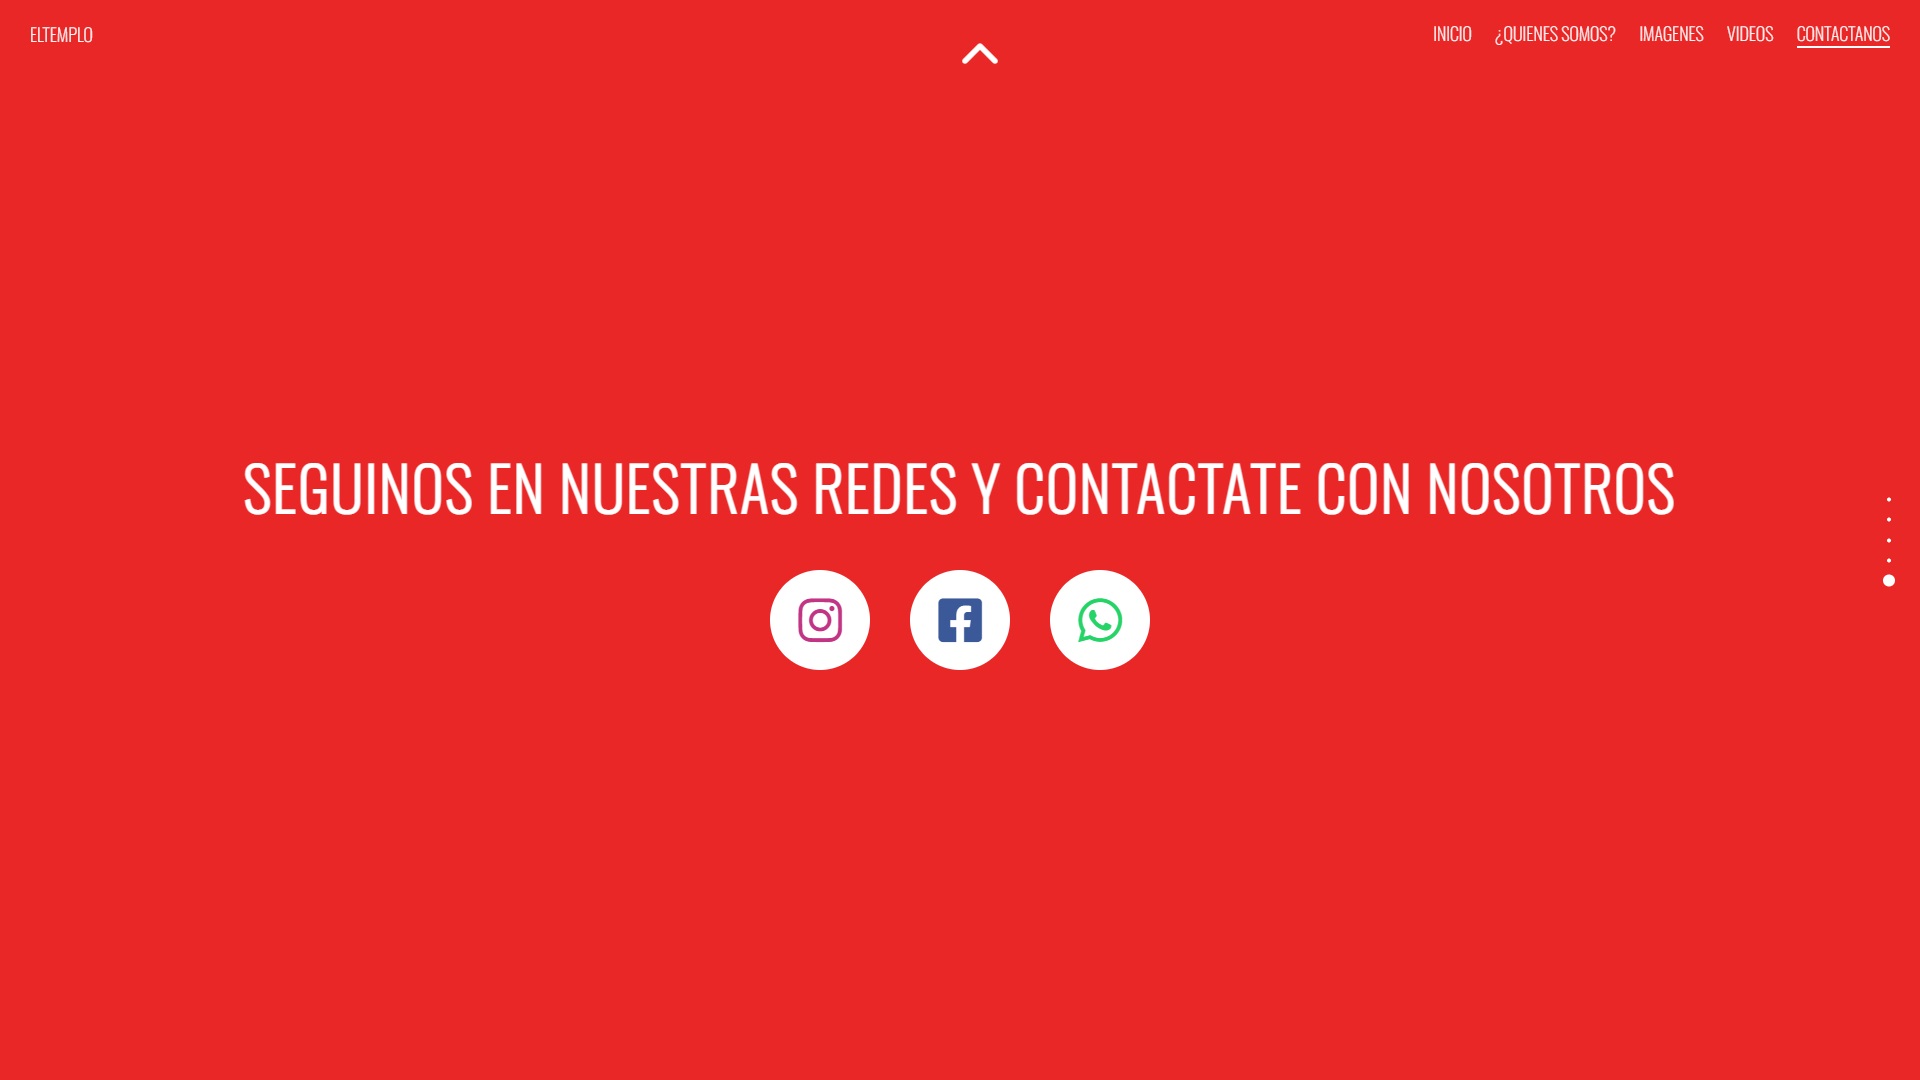 ELTEMPLO
INICIO ¿QUIENES SOMOS? IMAGENES VIDEOS CONTACTANOS
SEGUINOS EN NUESTRAS REDES Y CONTACTATE CON NOSOTROS